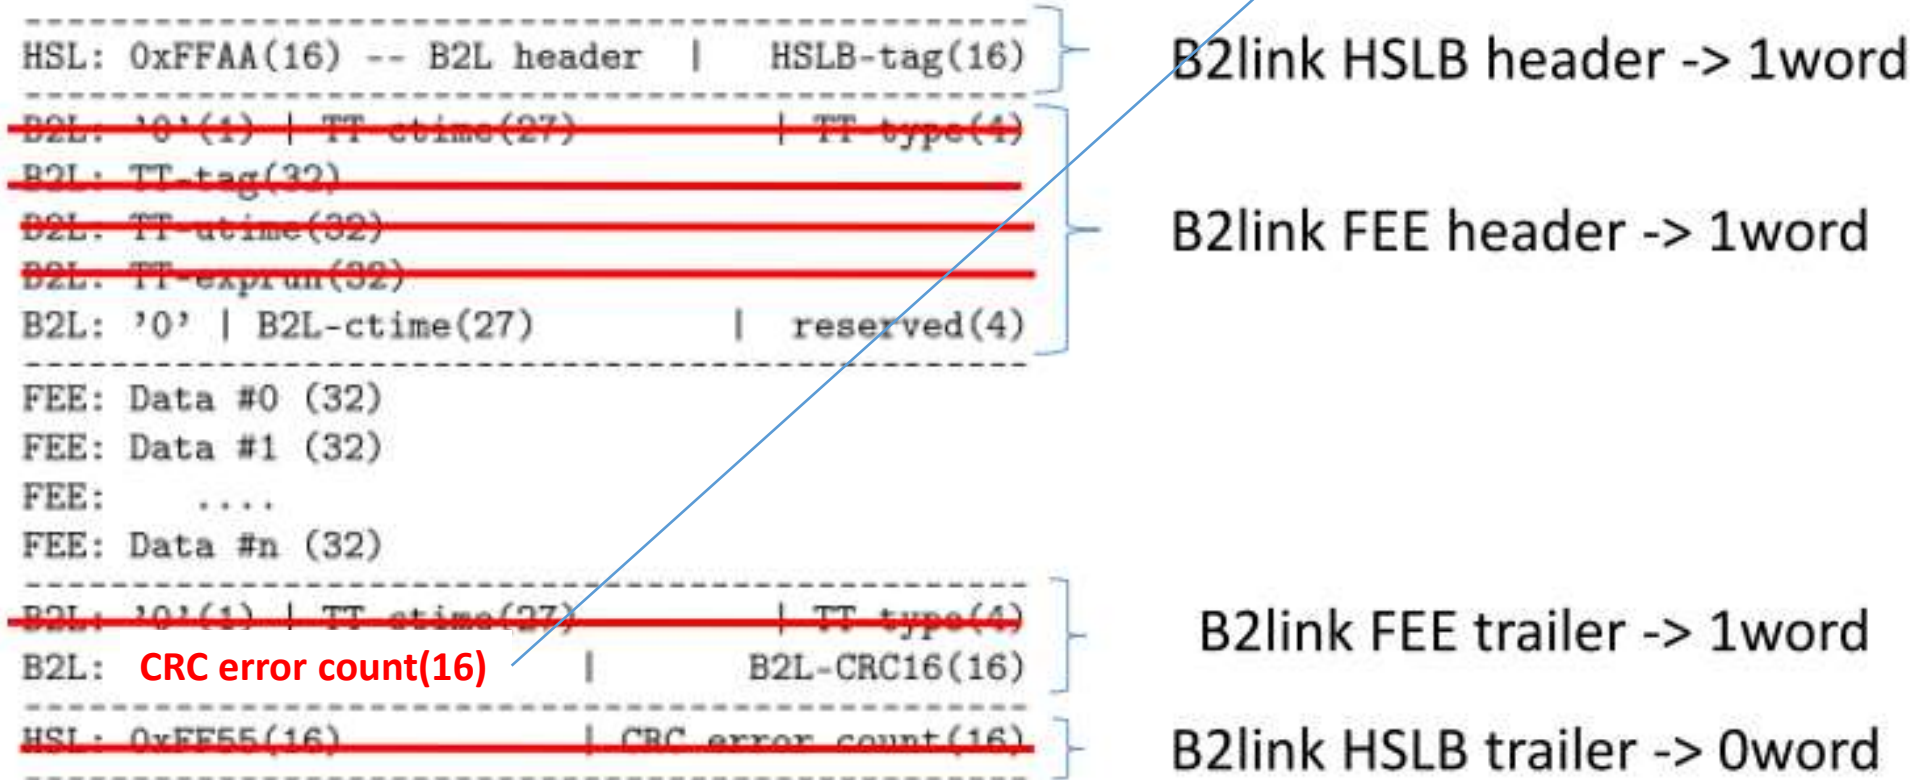 HSL: 0xFFAA(16) -- B2L header | HSLB-tag(16)
B2link HSLB header -> 1word
B2L: '0'(1) | TT-ctime(27) | TT-type(4)
B2L: TT-tag(32)
B2L: TT-utime(32)
B2link FEE header -> 1word
B2L: TT-exprun(32)
B2L: '0' | B2L-ctime(27) | reserved(4)
FEE: Data #0 (32)
FEE: Data #1 (32)
FEE: ....
FEE: Data #n (32)
B2L: '0'(1) | TT-ctime(27) | TT-type(4)
B2link FEE trailer -> 1word
B2L: CRC error count(16) | B2L-CRC16(16)
HSL: 0xFF55(16) | CRC error count(16)
B2link HSLB trailer -> 0word